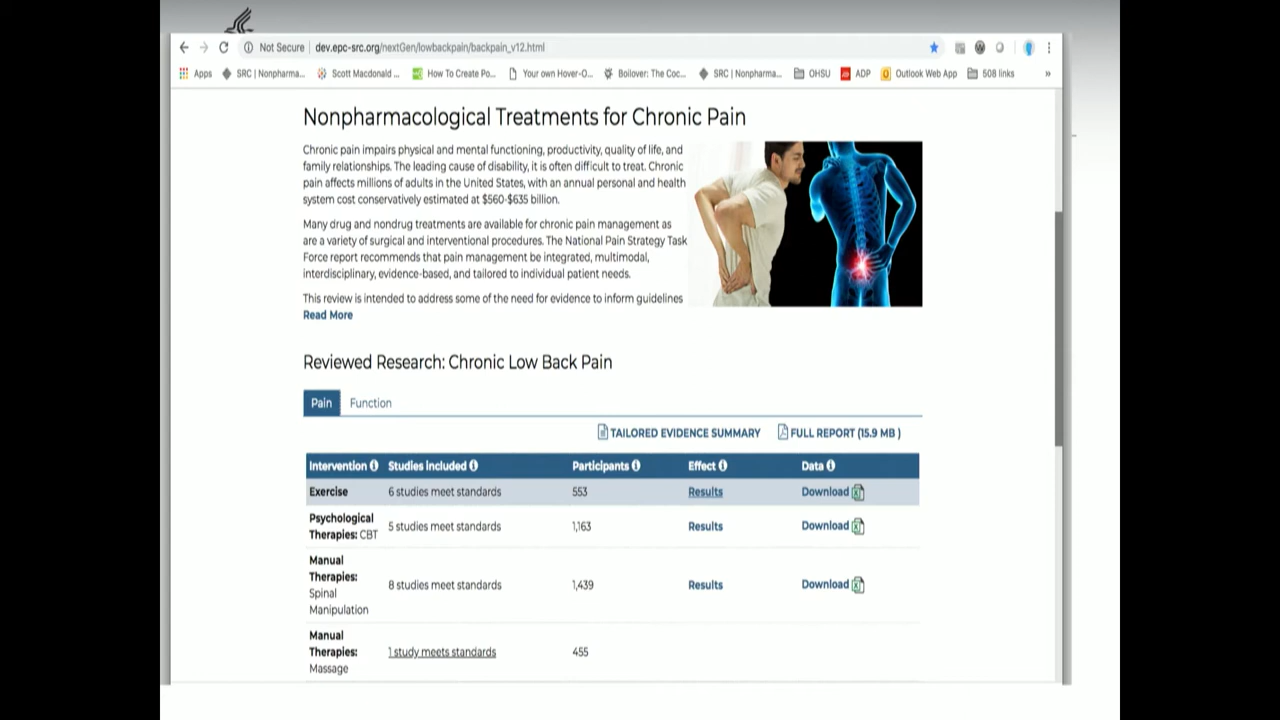 Not Secure dev.epc-src.org/nextGen/lowbackpain/backpain_v12.html
Apps SRC | Nonpharma... Scott Macdonald ... How To Create Po... Your own Hover-O... Boilover: The Coc... SRC | Nonpharma... OHSU ADP Outlook Web App 508 links »
Nonpharmacological Treatments for Chronic Pain
Chronic pain impairs physical and mental functioning, productivity, quality of life, and
family relationships. The leading cause of disability, it is often difficult to treat. Chronic
pain affects millions of adults in the United States, with an annual personal and health
system cost conservatively estimated at $560-$635 billion.
Many drug and nondrug treatments are available for chronic pain management as
are a variety of surgical and interventional procedures. The National Pain Strategy Task
Force report recommends that pain management be integrated, multimodal,
interdisciplinary, evidence-based, and tailored to individual patient needs.
This review is intended to address some of the need for evidence to inform guidelines
Read More
Reviewed Research: Chronic Low Back Pain
Pain Function
TAILORED EVIDENCE SUMMARY FULL REPORT (15.9 MB )
Intervention Studies included Participants Effect Data
Exercise 6 studies meet standards 553 Results Download
Psychological
Therapies: CBT 5 studies meet standards 1,163 Results Download
Manual
Therapies:
Spinal 8 studies meet standards 1,439 Results Download
Manipulation
Manual
Therapies: 1 study meets standards 455
Massage